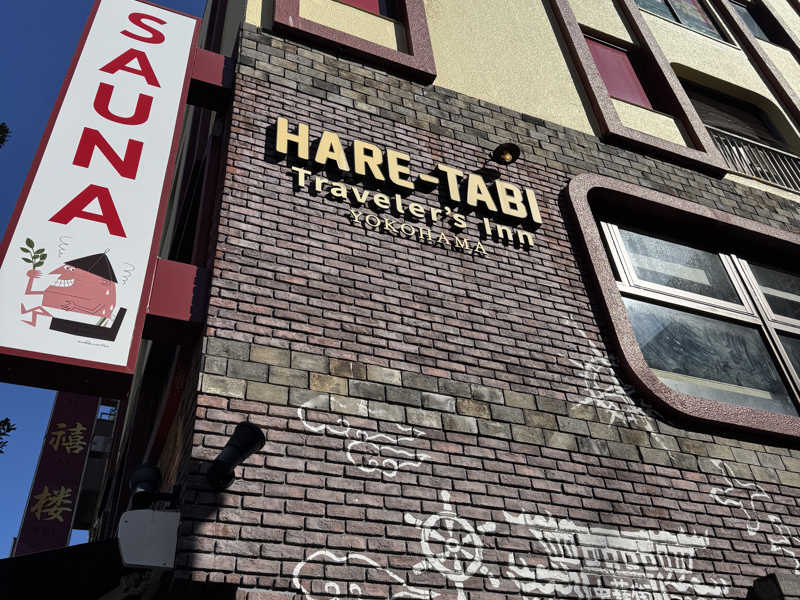 SAUNA
HARE-TABI
Traveler's Inn
YOKOHAMA
禧
楼